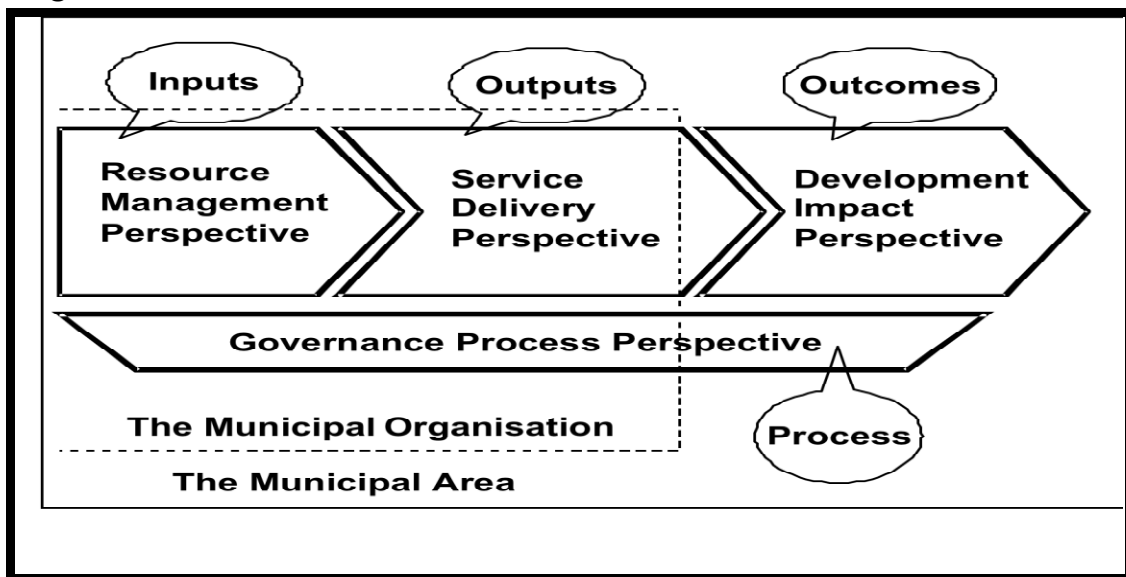 Inputs
Outputs
Outcomes
Resource
Management
Perspective
Service
Delivery
Perspective
Development
Impact
Perspective
Governance Process Perspective
The Municipal Organisation
Process
The Municipal Area